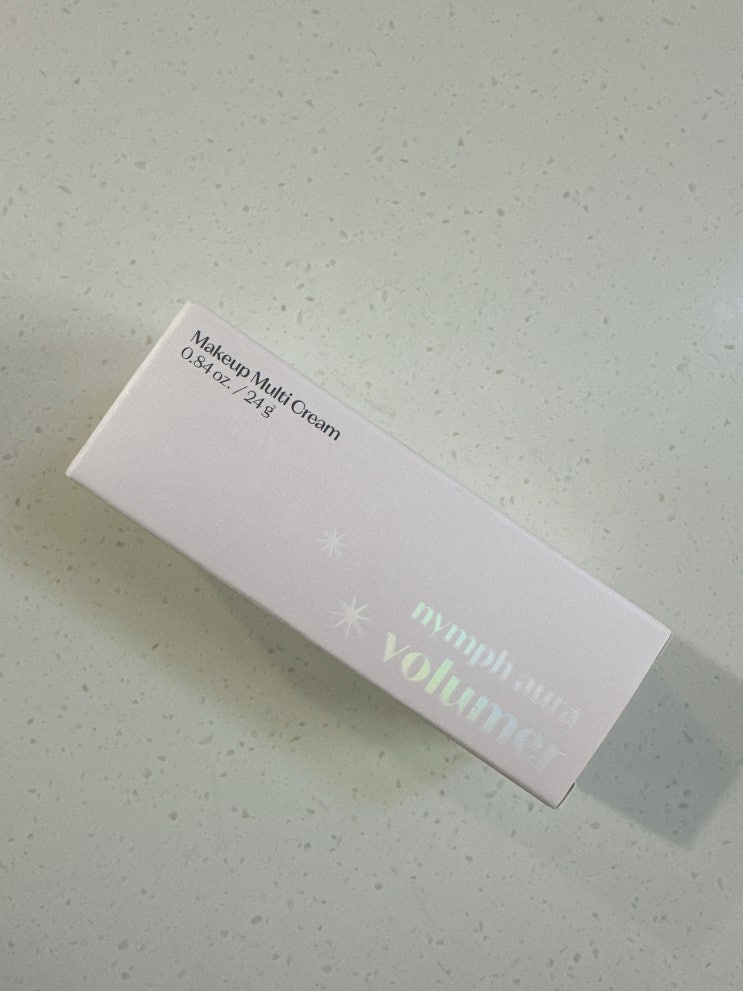 Makeup Multi Cream
0.84 oz. / 24 g
nymph aura
volumer